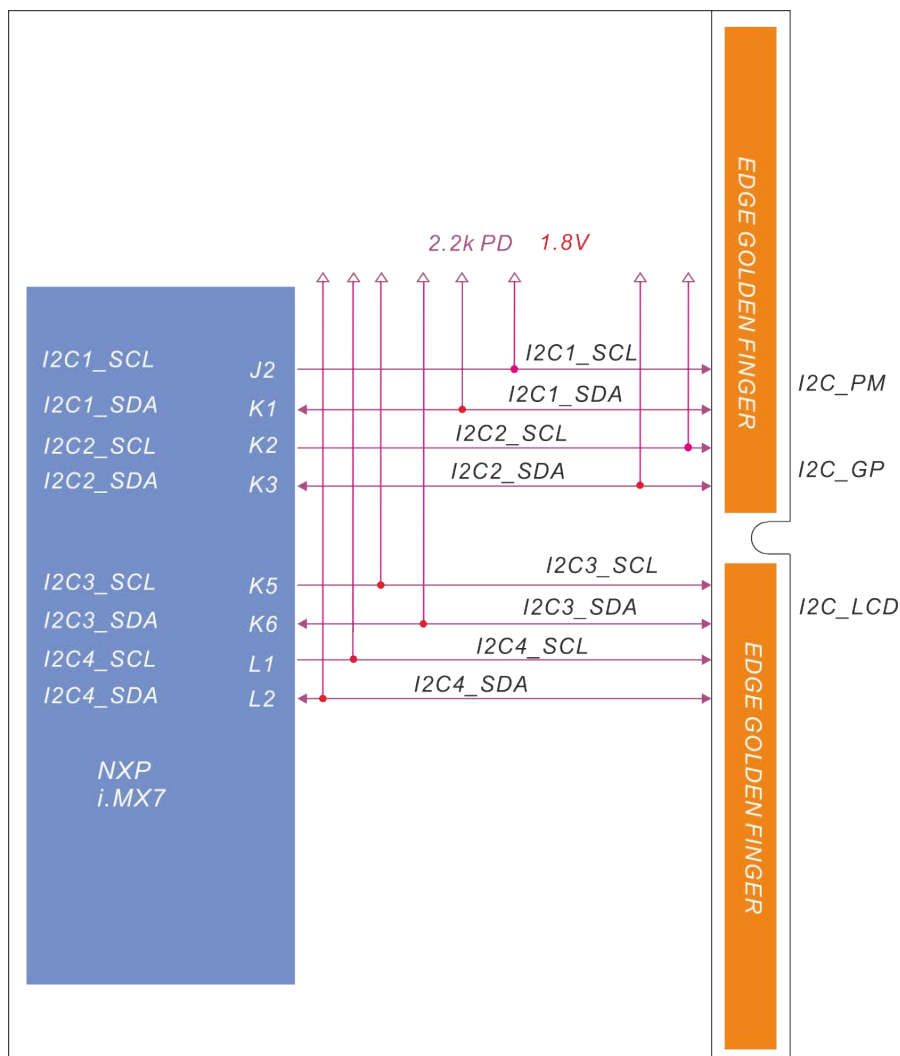 EDGE GOLDEN FINGER
2.2k PD 1.8V
I2C1_SCL J2 I2C1_SCL
I2C1_SDA K1 I2C1_SDA I2C_PM
I2C2_SCL K2 I2C2_SCL
I2C2_SDA K3 I2C2_SDA I2C_GP
I2C3_SCL K5 I2C3_SCL
I2C3_SDA K6 I2C3_SDA I2C_LCD
I2C4_SCL L1 I2C4_SCL
I2C4_SDA L2 I2C4_SDA
EDGE GOLDEN FINGER
NXP
i.MX7